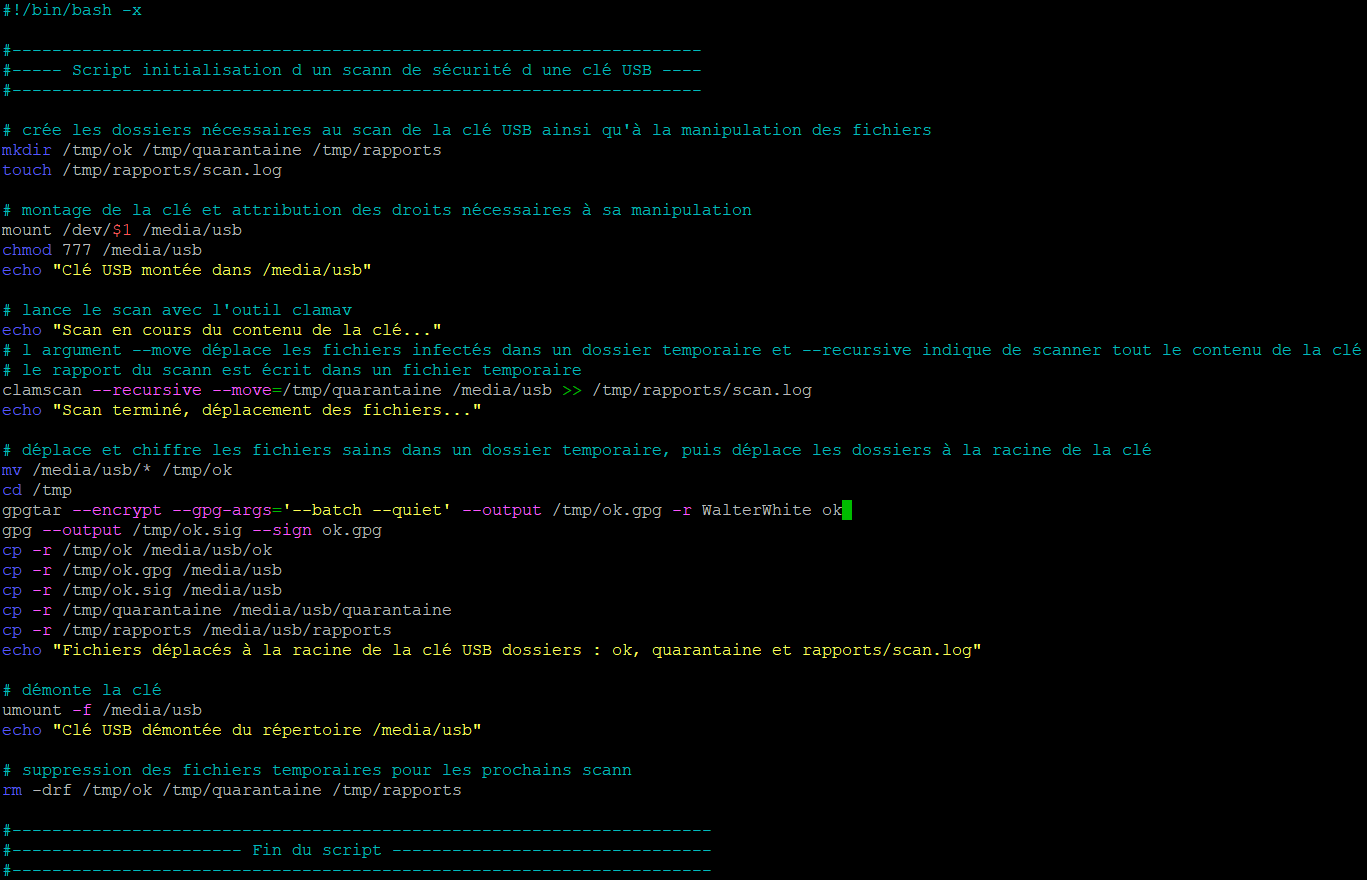 #!/bin/bash -x
#---------------------------------------------------------------------
#----- Script initialisation d un scann de sécurité d une clé USB ----
#---------------------------------------------------------------------
# crée les dossiers nécessaires au scan de la clé USB ainsi qu'à la manipulation des fichiers
mkdir /tmp/ok /tmp/quarantaine /tmp/rapports
touch /tmp/rapports/scan.log
# montage de la clé et attribution des droits nécessaires à sa manipulation
mount /dev/$1 /media/usb
chmod 777 /media/usb
echo "Clé USB montée dans /media/usb"
# lance le scan avec l'outil clamav
echo "Scan en cours du contenu de la clé..."
# l argument --move déplace les fichiers infectés dans un dossier temporaire et --recursive indique de scanner tout le contenu de la clé
# le rapport du scann est écrit dans un fichier temporaire
clamscan --recursive --move=/tmp/quarantaine /media/usb >> /tmp/rapports/scan.log
echo "Scan terminé, déplacement des fichiers..."
# déplace et chiffre les fichiers sains dans un dossier temporaire, puis déplace les dossiers à la racine de la clé
mv /media/usb/* /tmp/ok
cd /tmp
gpgtar --encrypt --gpg-args='--batch --quiet' --output /tmp/ok.gpg -r WalterWhite ok
gpg --output /tmp/ok.sig --sign ok.gpg
cp -r /tmp/ok /media/usb/ok
cp -r /tmp/ok.gpg /media/usb
cp -r /tmp/ok.sig /media/usb
cp -r /tmp/quarantaine /media/usb/quarantaine
cp -r /tmp/rapports /media/usb/rapports
echo "Fichiers déplacés à la racine de la clé USB dossiers : ok, quarantaine et rapports/scan.log"
# démonte la clé
umount -f /media/usb
echo "Clé USB démontée du répertoire /media/usb"
# suppression des fichiers temporaires pour les prochains scann
rm -drf /tmp/ok /tmp/quarantaine /tmp/rapports
#----------------------------------------------------------------------
#----------------------- Fin du script --------------------------------
#----------------------------------------------------------------------